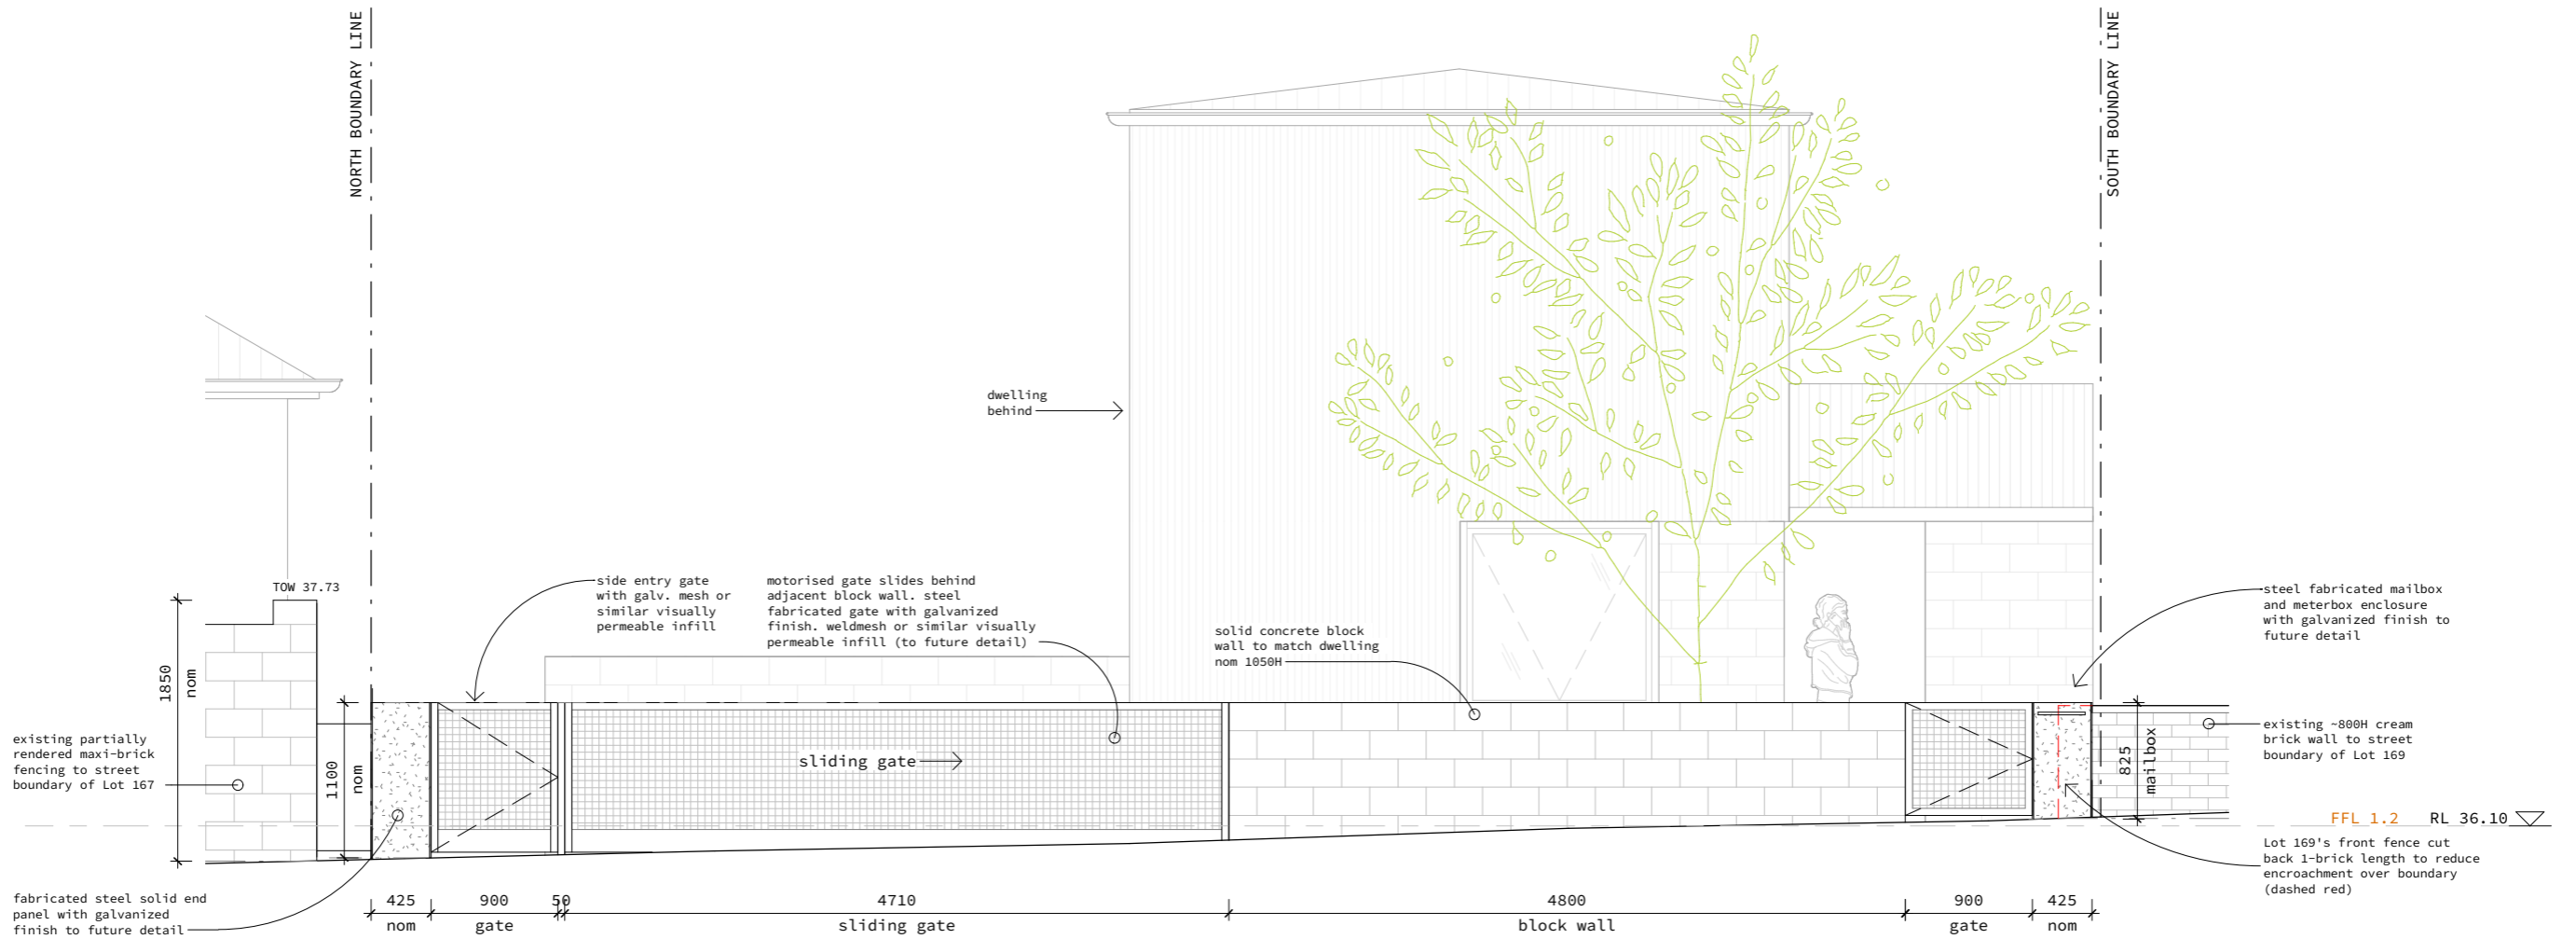 NORTH BOUNDARY LINE
SOUTH BOUNDARY LINE
dwelling
behind
TOW 37.73
side entry gate
with galv. mesh or
similar visually
permeable infill
motorised gate slides behind
adjacent block wall. steel
fabricated gate with galvanized
finish. weldmesh or similar visually
permeable infill (to future detail)
solid concrete block
wall to match dwelling
nom 1050H
steel fabricated mailbox
and meterbox enclosure
with galvanized finish to
future detail
1850
nom
existing partially
rendered maxi-brick
fencing to street
boundary of Lot 167
1100
nom
sliding gate
825
mailbox
existing ~800H cream
brick wall to street
boundary of Lot 169
FFL 1.2 RL 36.10
Lot 169's front fence cut
back 1-brick length to reduce
encroachment over boundary
(dashed red)
fabricated steel solid end
panel with galvanized
finish to future detail
425 900 50 4710 4800 900 425
nom gate sliding gate block wall gate nom